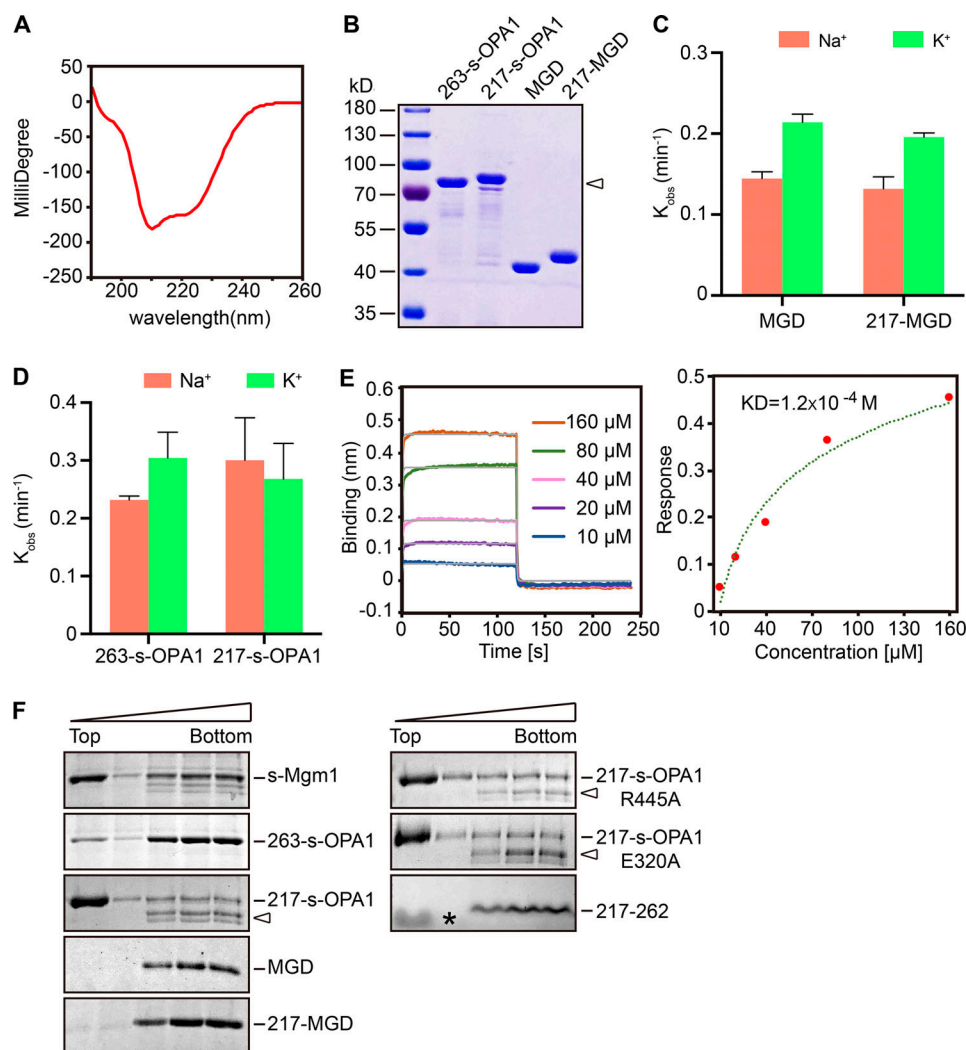 A
MilliDegree
50
0
-50
-100
-150
-200
-250
200 220 240 260
wavelength(nm)
B
263-s-OPA1
217-s-OPA1
MGD
217-MGD
kD
180
130
100
70
55
40
35
C
Na⁺ K⁺
Kobs (min⁻¹)
0.3
0.2
0.1
0
MGD 217-MGD
D
Na⁺ K⁺
Kobs (min⁻¹)
0.4
0.3
0.2
0.1
0
263-s-OPA1 217-s-OPA1
E
Binding (nm)
0.6
0.5
0.4
0.3
0.2
0.1
0
-0.1
160 µM
80 µM
40 µM
20 µM
10 µM
0 50 100 150 200 250
Time [s]
Response
0.5
0.4
0.3
0.2
0.1
0
KD=1.2x10 ⁻⁴ M
10 40 70 100 130 160
Concentration [µM]
F
Top Bottom
s-Mgm1
263-s-OPA1
217-s-OPA1
MGD
217-MGD
Top Bottom
217-s-OPA1
R445A
217-s-OPA1
E320A
*
217-262